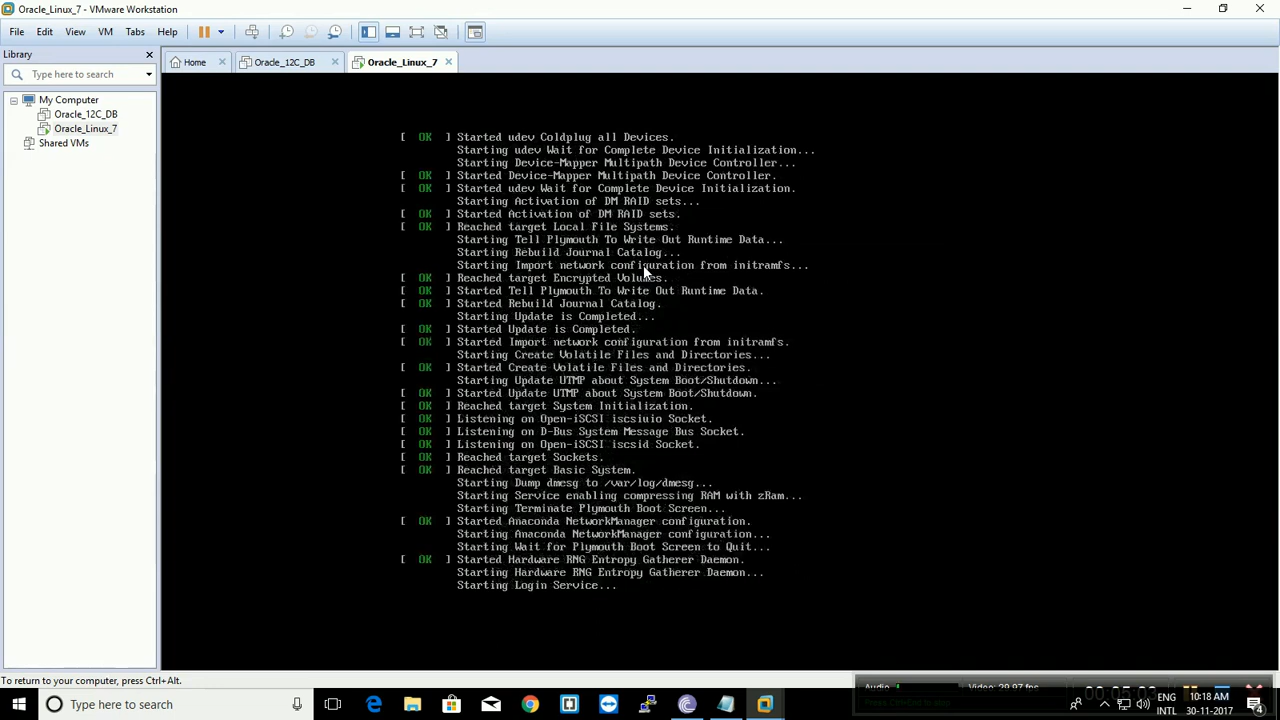 Oracle_Linux_7 - VMware Workstation
File Edit View VM Tabs Help
Library
Type here to search
My Computer
Oracle_12C_DB
Oracle_Linux_7
Shared VMs
Home Oracle_12C_DB Oracle_Linux_7
[ OK ] Started udev Coldplug all Devices.
Starting udev Wait for Complete Device Initialization...
Starting Device-Mapper Multipath Device Controller...
[ OK ] Started Device-Mapper Multipath Device Controller.
[ OK ] Started udev Wait for Complete Device Initialization.
Starting Activation of DM RAID sets...
[ OK ] Started Activation of DM RAID sets.
[ OK ] Reached target Local File Systems.
Starting Tell Plymouth To Write Out Runtime Data...
Starting Rebuild Journal Catalog...
Starting Import network configuration from initramfs...
[ OK ] Reached target Encrypted Volumes.
[ OK ] Started Tell Plymouth To Write Out Runtime Data.
[ OK ] Started Rebuild Journal Catalog.
Starting Update is Completed...
[ OK ] Started Update is Completed.
[ OK ] Started Import network configuration from initramfs.
Starting Create Volatile Files and Directories...
[ OK ] Started Create Volatile Files and Directories.
Starting Update UTMP about System Boot/Shutdown...
[ OK ] Started Update UTMP about System Boot/Shutdown.
[ OK ] Reached target System Initialization.
[ OK ] Listening on Open-iSCSI iscsiuio Socket.
[ OK ] Listening on D-Bus System Message Bus Socket.
[ OK ] Listening on Open-iSCSI iscsid Socket.
[ OK ] Reached target Sockets.
[ OK ] Reached target Basic System.
Starting Dump dmesg to /var/log/dmesg...
Starting Service enabling compressing RAM with zRam...
Starting Terminate Plymouth Boot Screen...
[ OK ] Started Anaconda NetworkManager configuration.
Starting Anaconda NetworkManager configuration...
Starting Wait for Plymouth Boot Screen to Quit...
[ OK ] Started Hardware RNG Entropy Gatherer Daemon.
Starting Hardware RNG Entropy Gatherer Daemon...
Starting Login Service...
To return to your computer, press Ctrl+Alt.
Type here to search
Audio Video: 29.97 fps
ENG 10:18 AM
INTL 30-11-2017
4